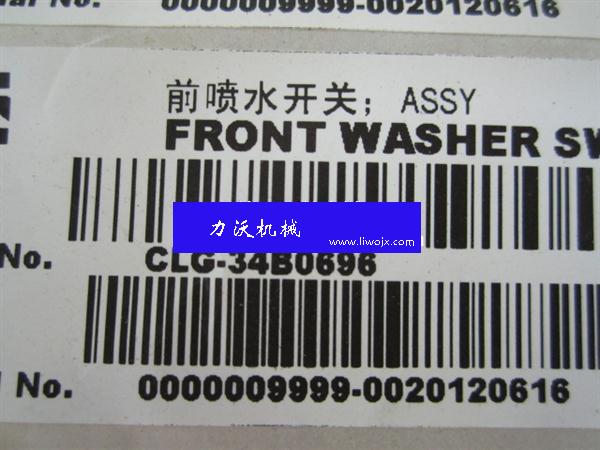 No. 0000009999-0020120616
前喷水开关; ASSY
FRONT WASHER
力沃机械
www.liwojx.com
No. CLG-34B0696
No. 0000009999-0020120616